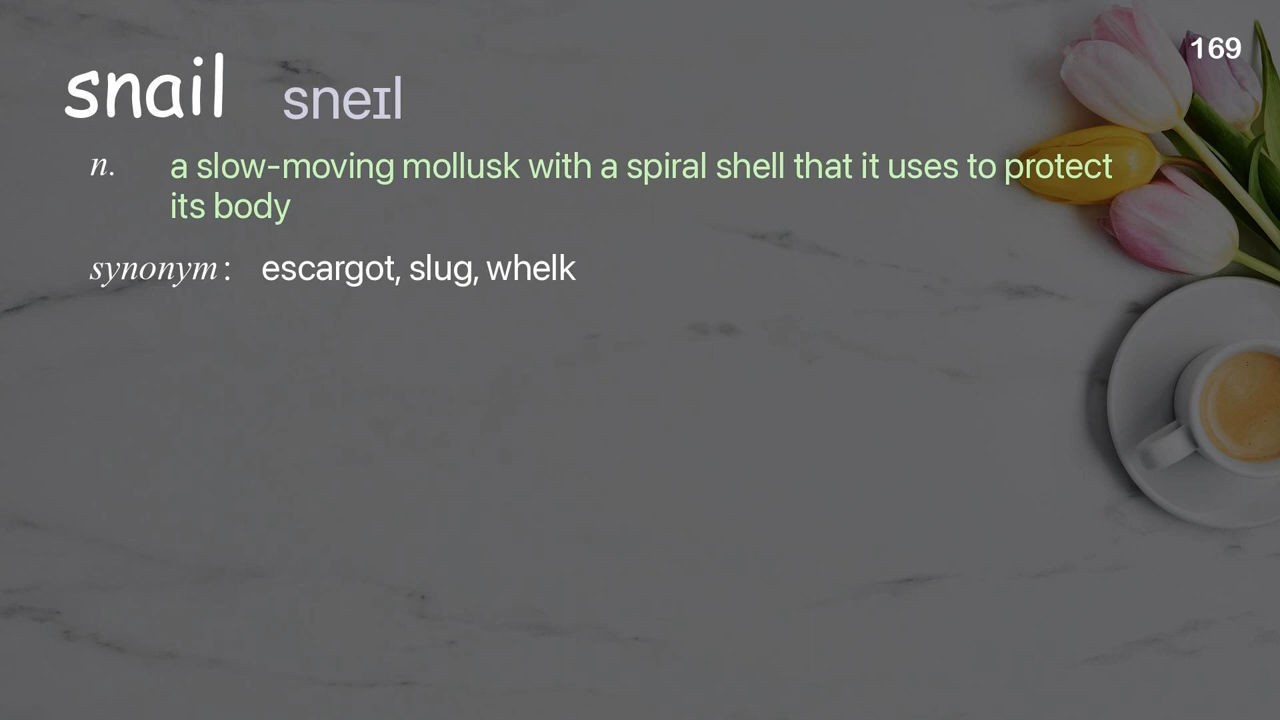 169
snail sneɪl
n. a slow-moving mollusk with a spiral shell that it uses to protect
its body
synonym: escargot, slug, whelk